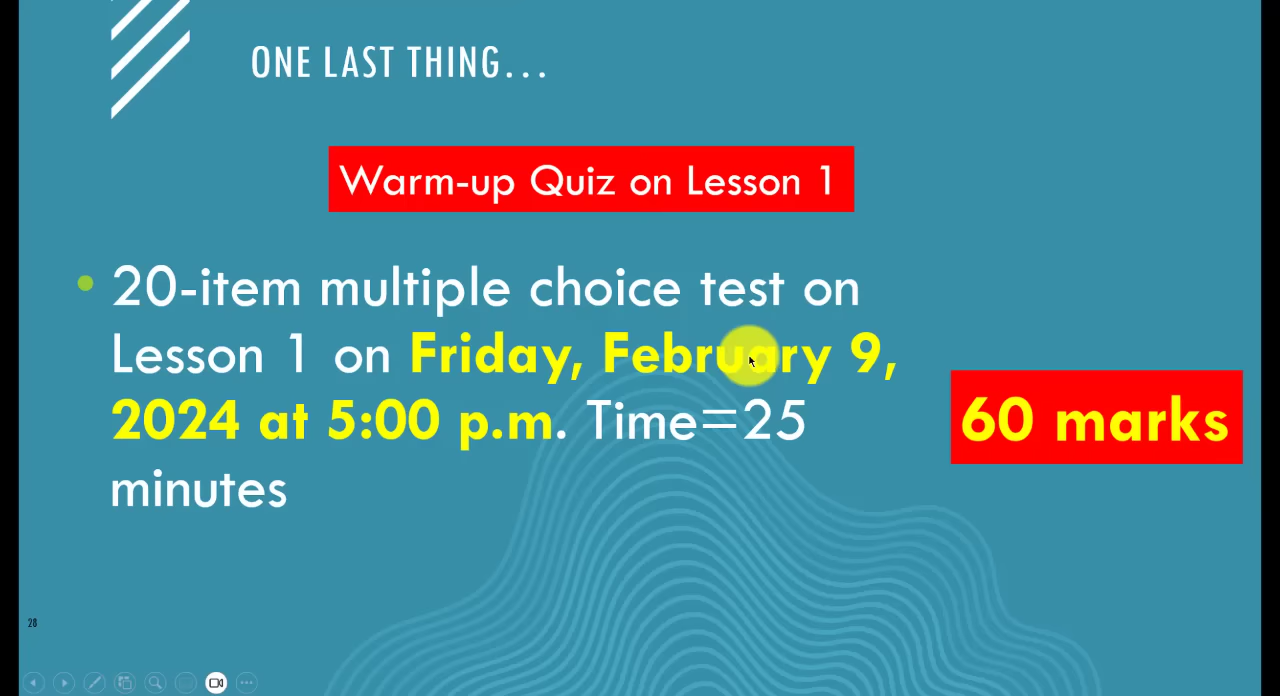 ONE LAST THING...
Warm-up Quiz on Lesson 1
• 20-item multiple choice test on
Lesson 1 on Friday, February 9,
2024 at 5:00 p.m. Time=25
minutes
60 marks
28